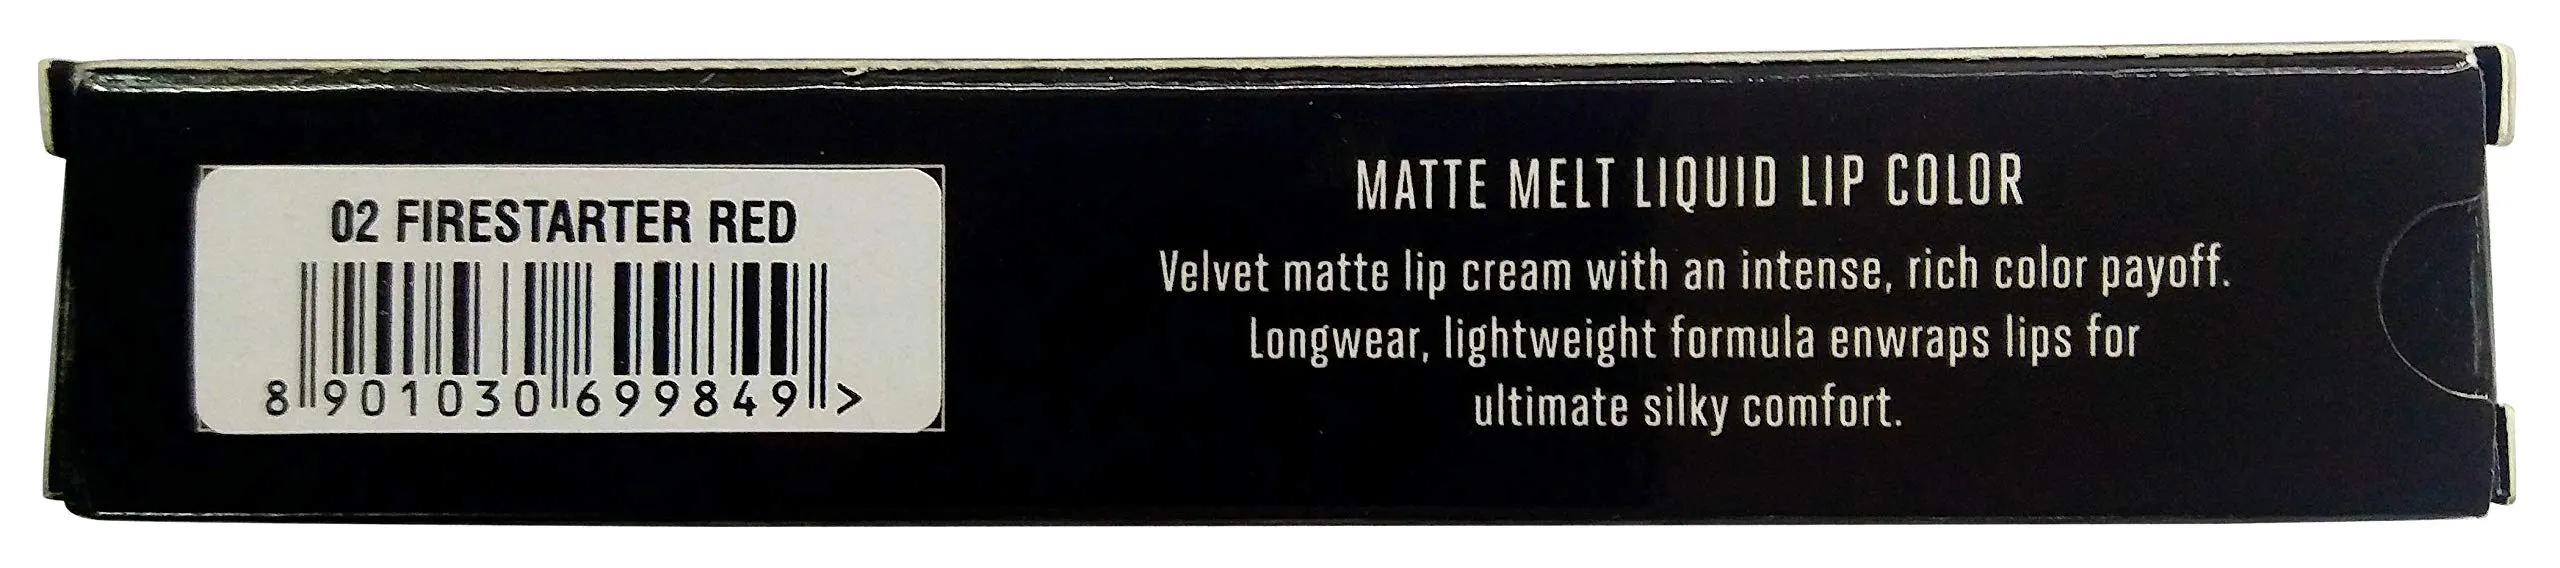 02 FIRESTARTER RED
8 901030 699849 >
MATTE MELT LIQUID LIP COLOR
Velvet matte lip cream with an intense, rich color payoff.
Longwear, lightweight formula enwraps lips for
ultimate silky comfort.